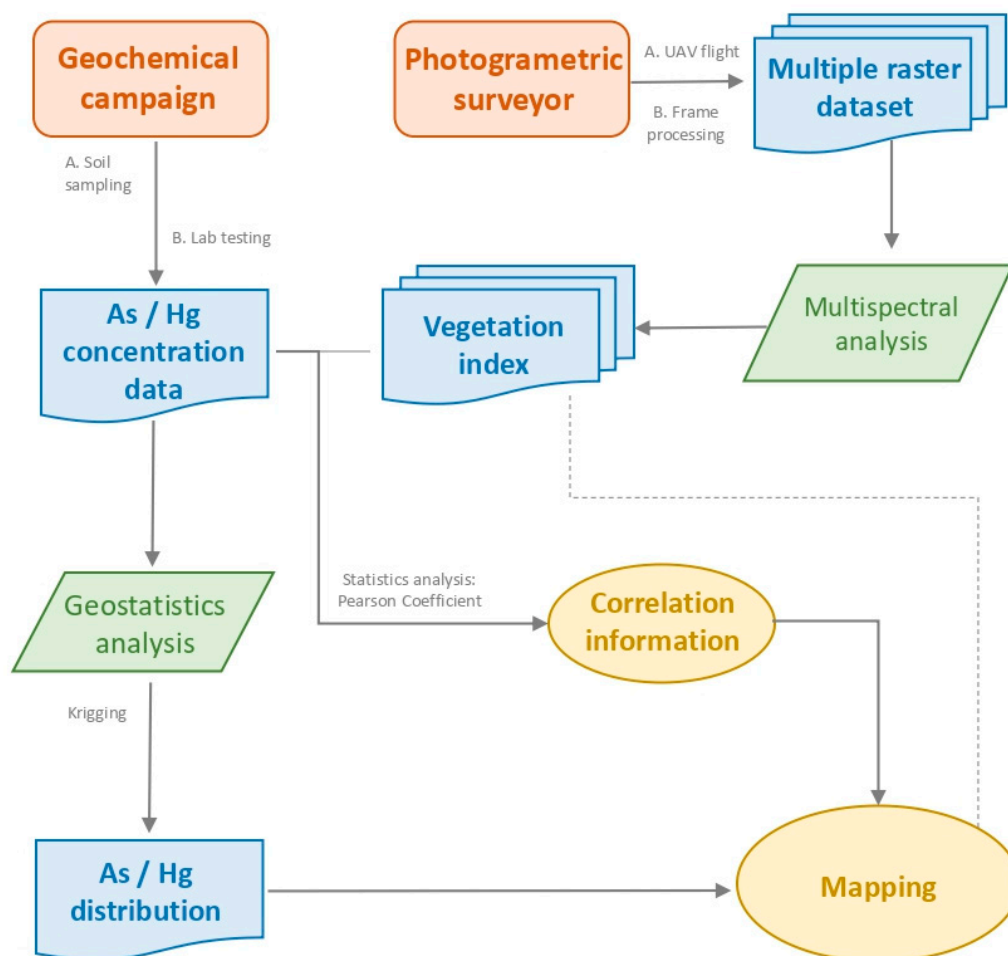 Geochemical
campaign
Photogrametric
surveyor
A. UAV flight
B. Frame
processing
Multiple raster
dataset
A. Soil
sampling
B. Lab testing
As / Hg
concentration
data
Vegetation
index
Multispectral
analysis
Geostatistics
analysis
Statistics analysis:
Pearson Coefficient
Correlation
information
Krigging
As / Hg
distribution
Mapping